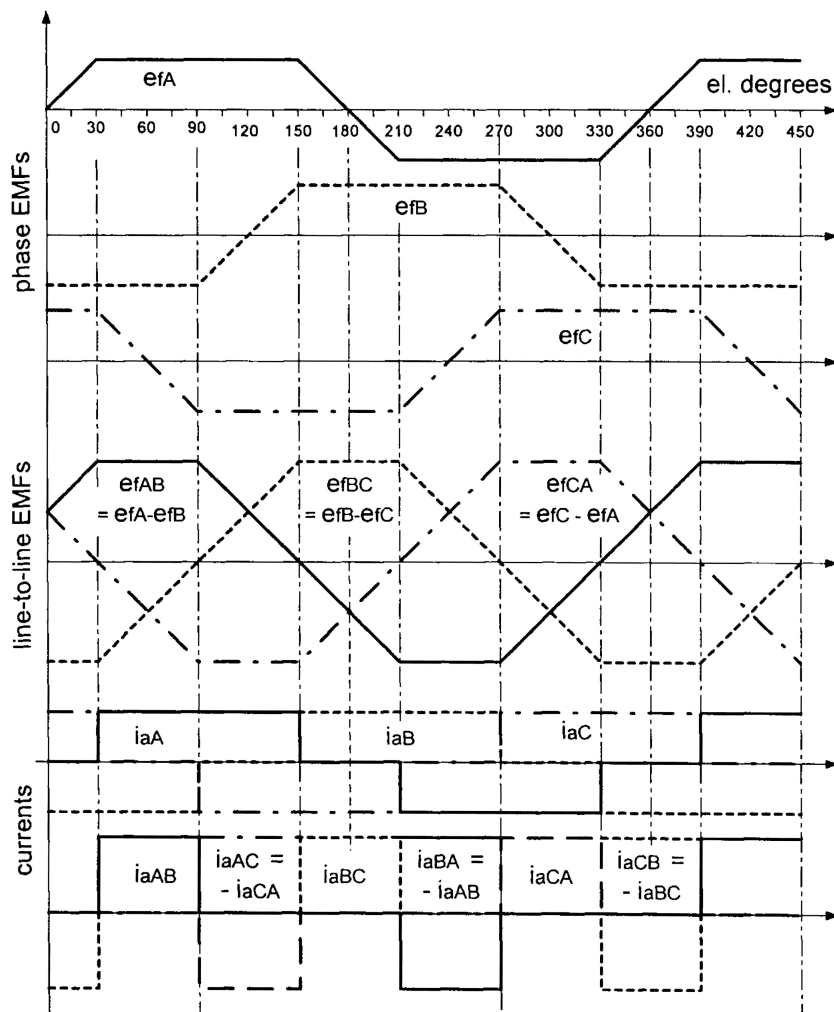 efA
el. degrees
0 30 60 90 120 150 180 210 240 270 300 330 360 390 420 450
phase EMFs
efB
efC
line-to-line EMFs
efAB
= efA-efB
efBC
= efB-efC
efCA
= efC - efA
currents
iaA
iaB
iaC
iaAB
iaAC =
- iaCA
iaBC
iaBA =
- iaAB
iaCA
iaCB =
- iaBC